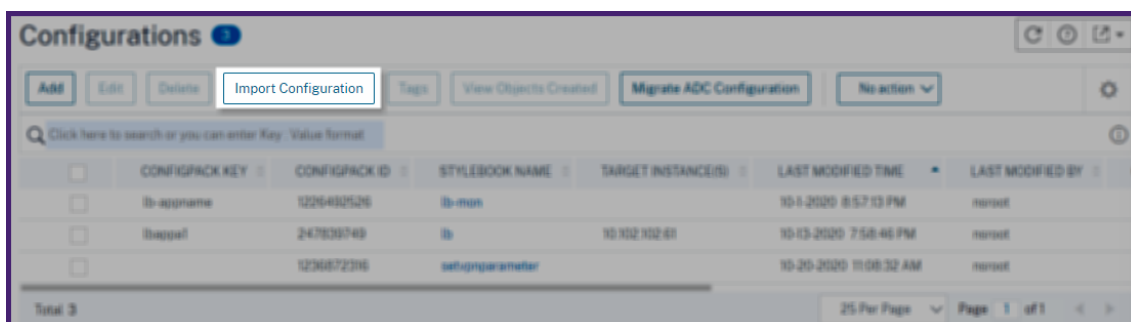 Configurations 3
Add Edit Delete Import Configuration Tags View Objects Created Migrate ADC Configuration No action
Click here to search or you can enter Key : Value format
CONFIGPACK KEY CONFIGPACK ID STYLEBOOK NAME TARGET INSTANCE(S) LAST MODIFIED TIME LAST MODIFIED BY
lb-appname 1226492526 lb-mon 10-1-2020 8:57:13 PM nsroot
lbappal1 247839749 lb 10.102.102.61 10-13-2020 7:58:46 PM nsroot
1236872316 setvpnparameter 10-20-2020 11:08:32 AM nsroot
Total: 3 25 Per Page Page 1 of 1